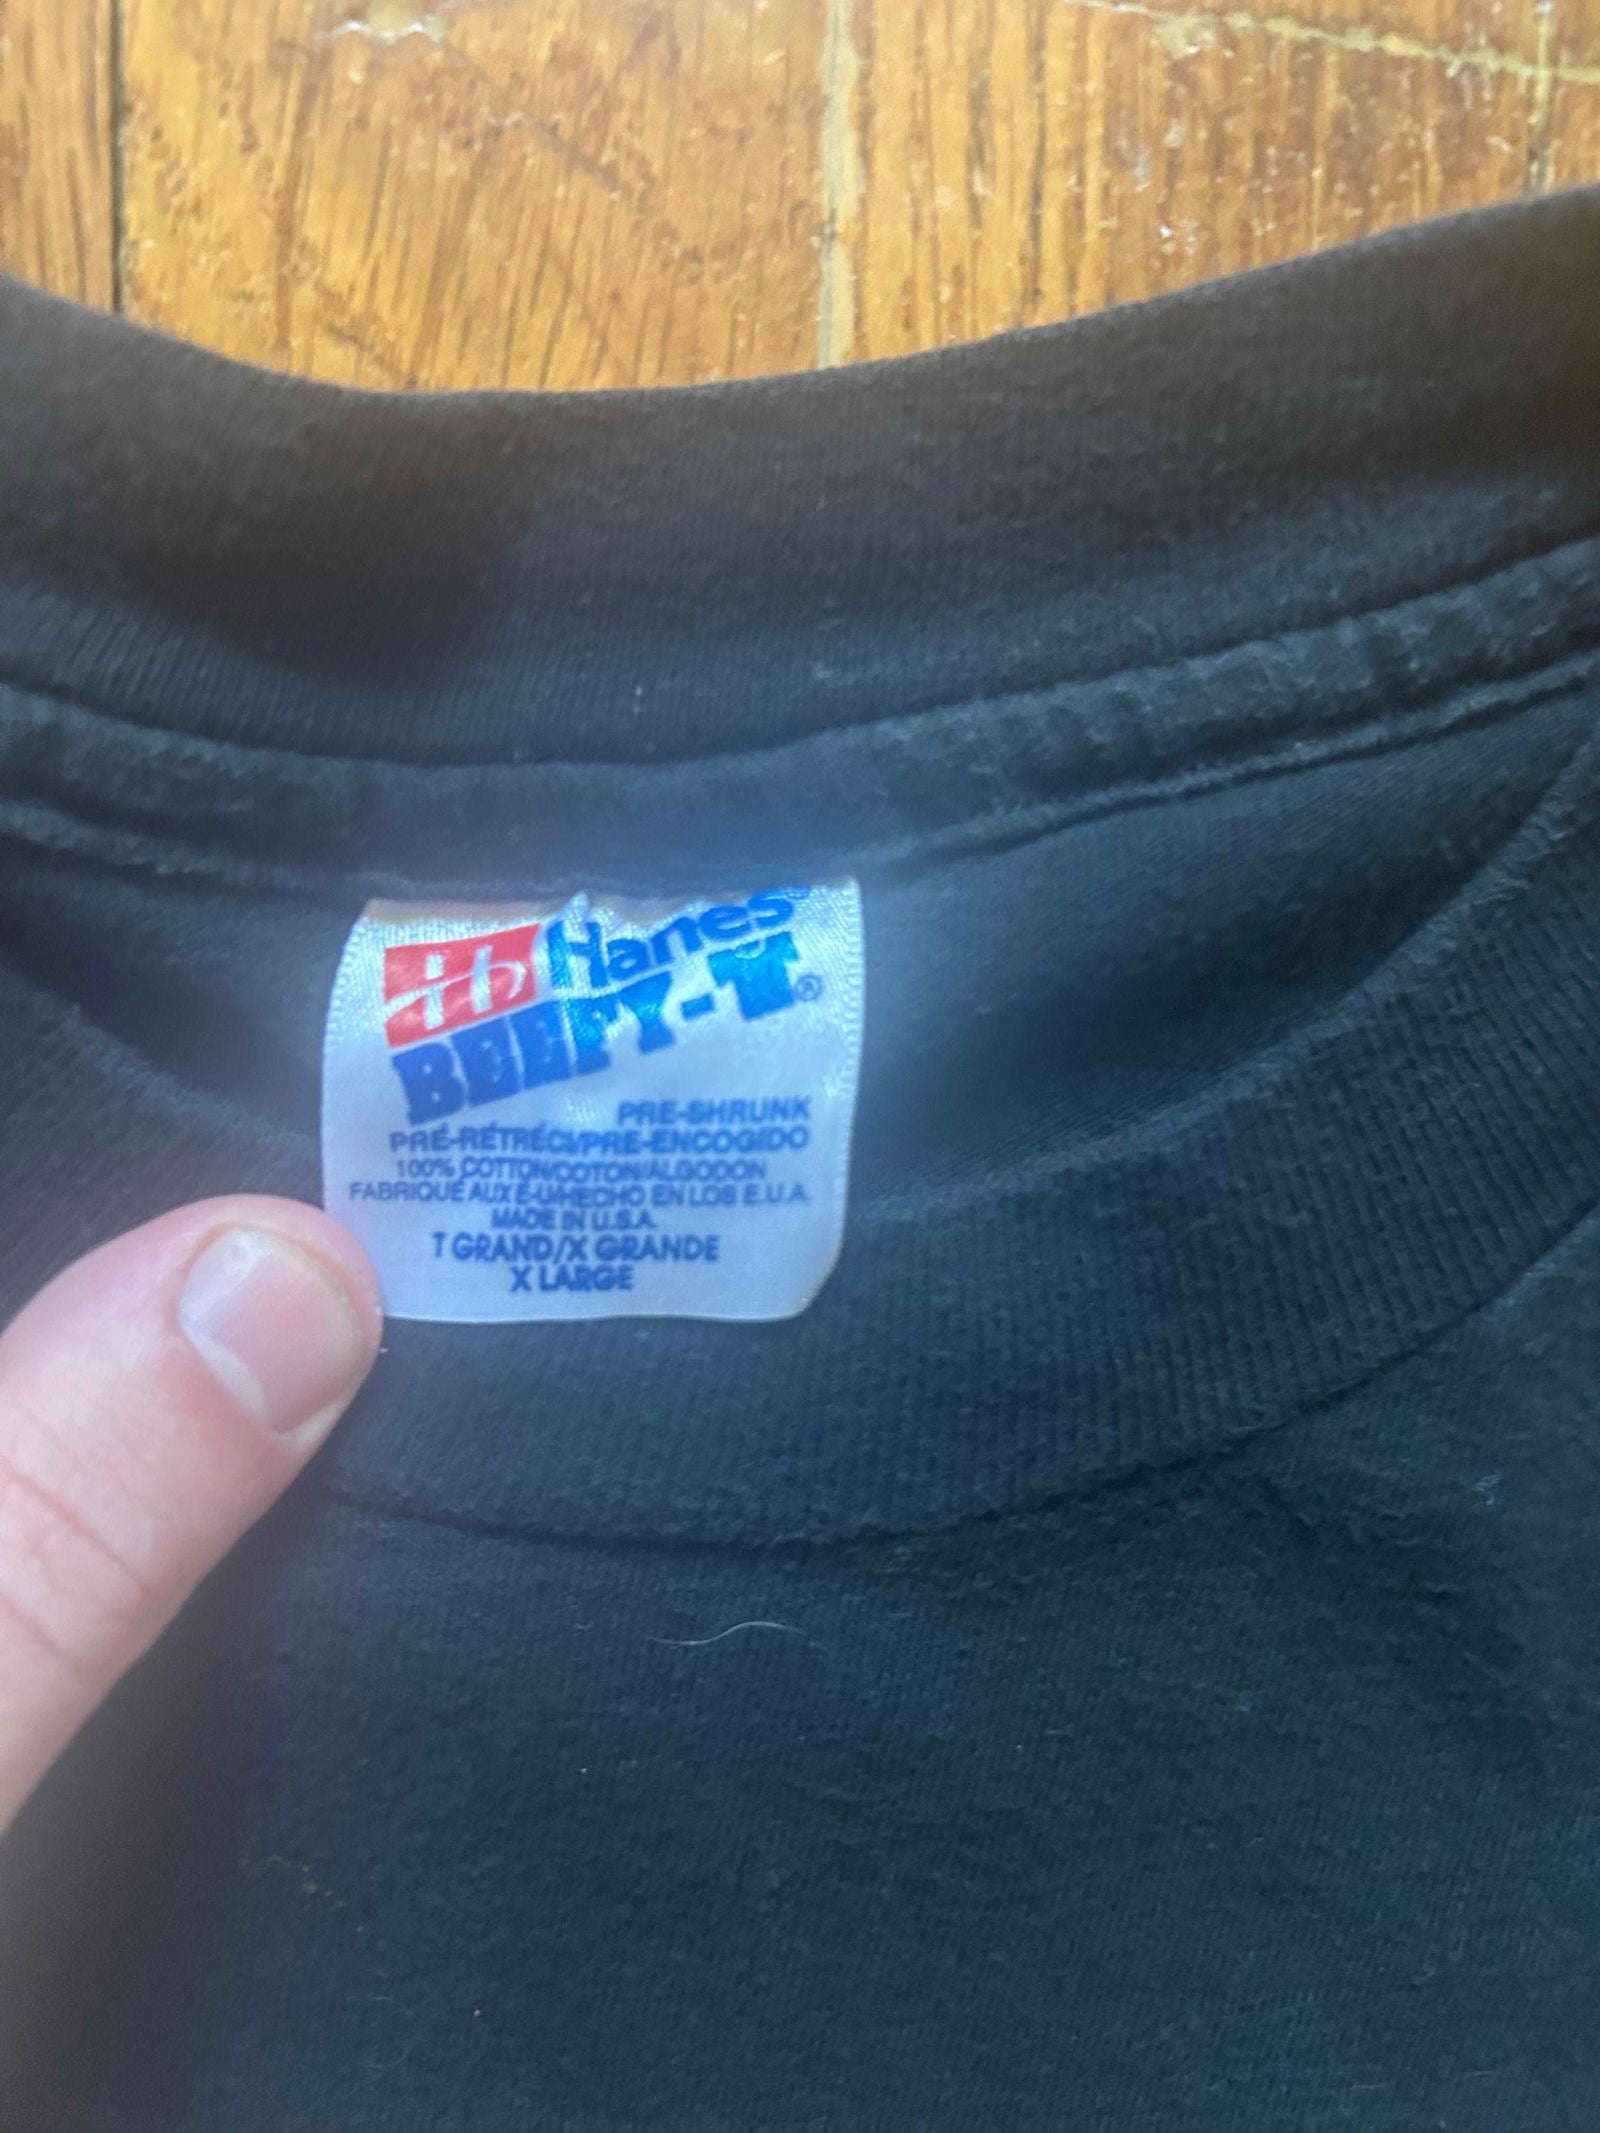 Hanes
BEEFY-T®
PRE-SHRUNK
PRÉ-RÉTRÉCI/PRE-ENCOGIDO
100% COTTON/COTON/ALGODON
FABRIQUÉ AUX É-U/HECHO EN LOS E.U.A.
MADE IN U.S.A.
T GRAND/X GRANDE
X LARGE